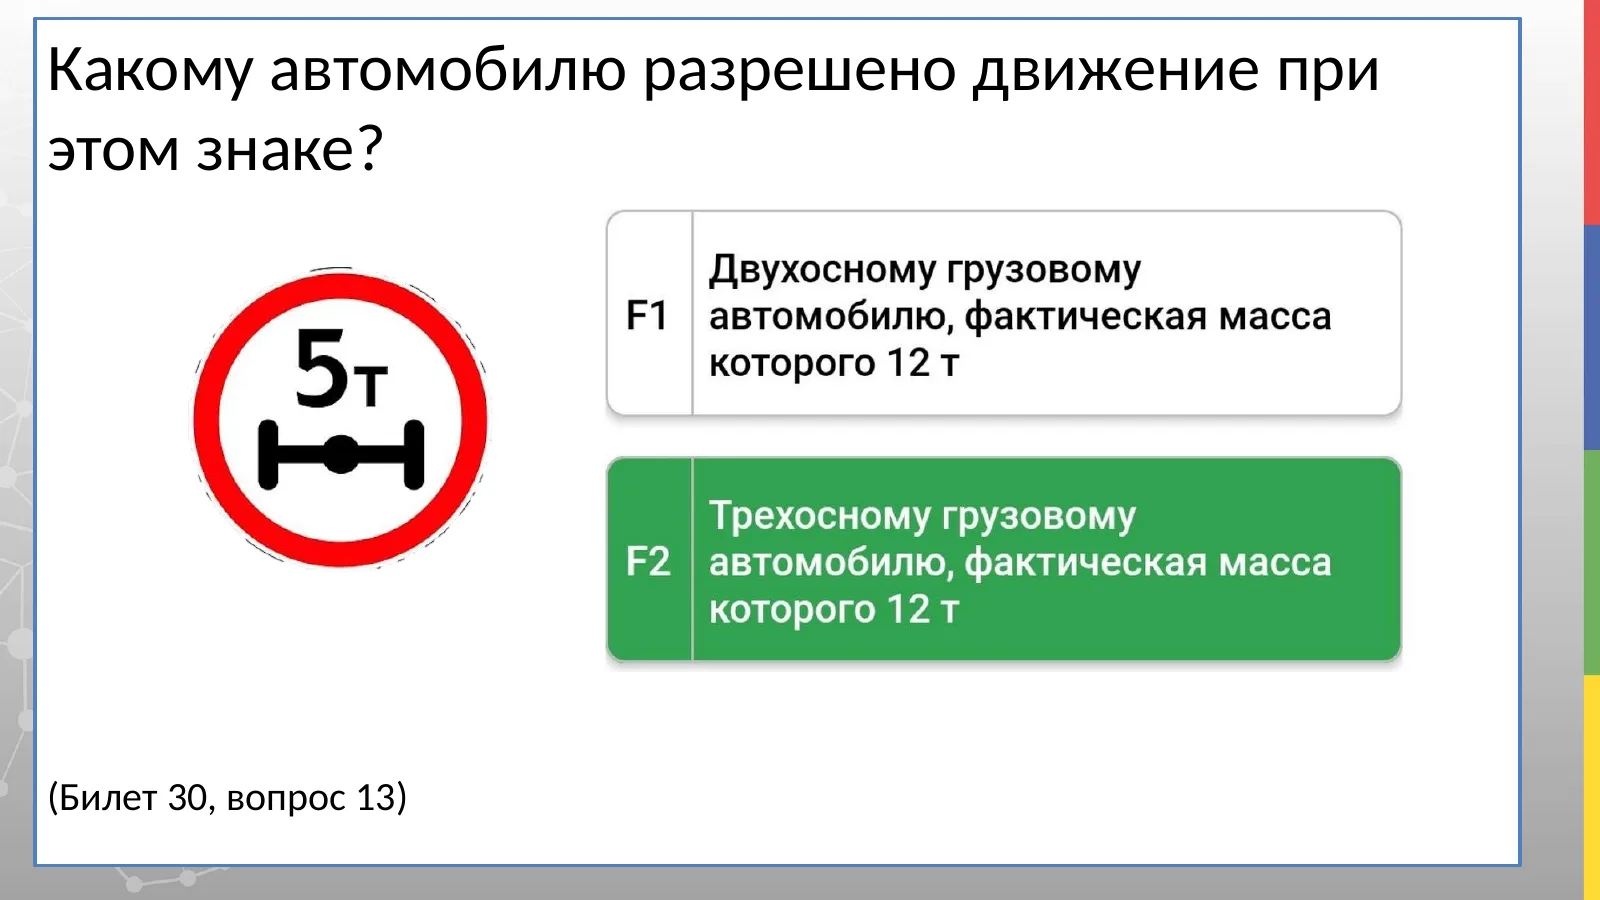 Какому автомобилю разрешено движение при
этом знаке?
5т
F1
Двухосному грузовому
автомобилю, фактическая масса
которого 12 т
F2
Трехосному грузовому
автомобилю, фактическая масса
которого 12 т
(Билет 30, вопрос 13)